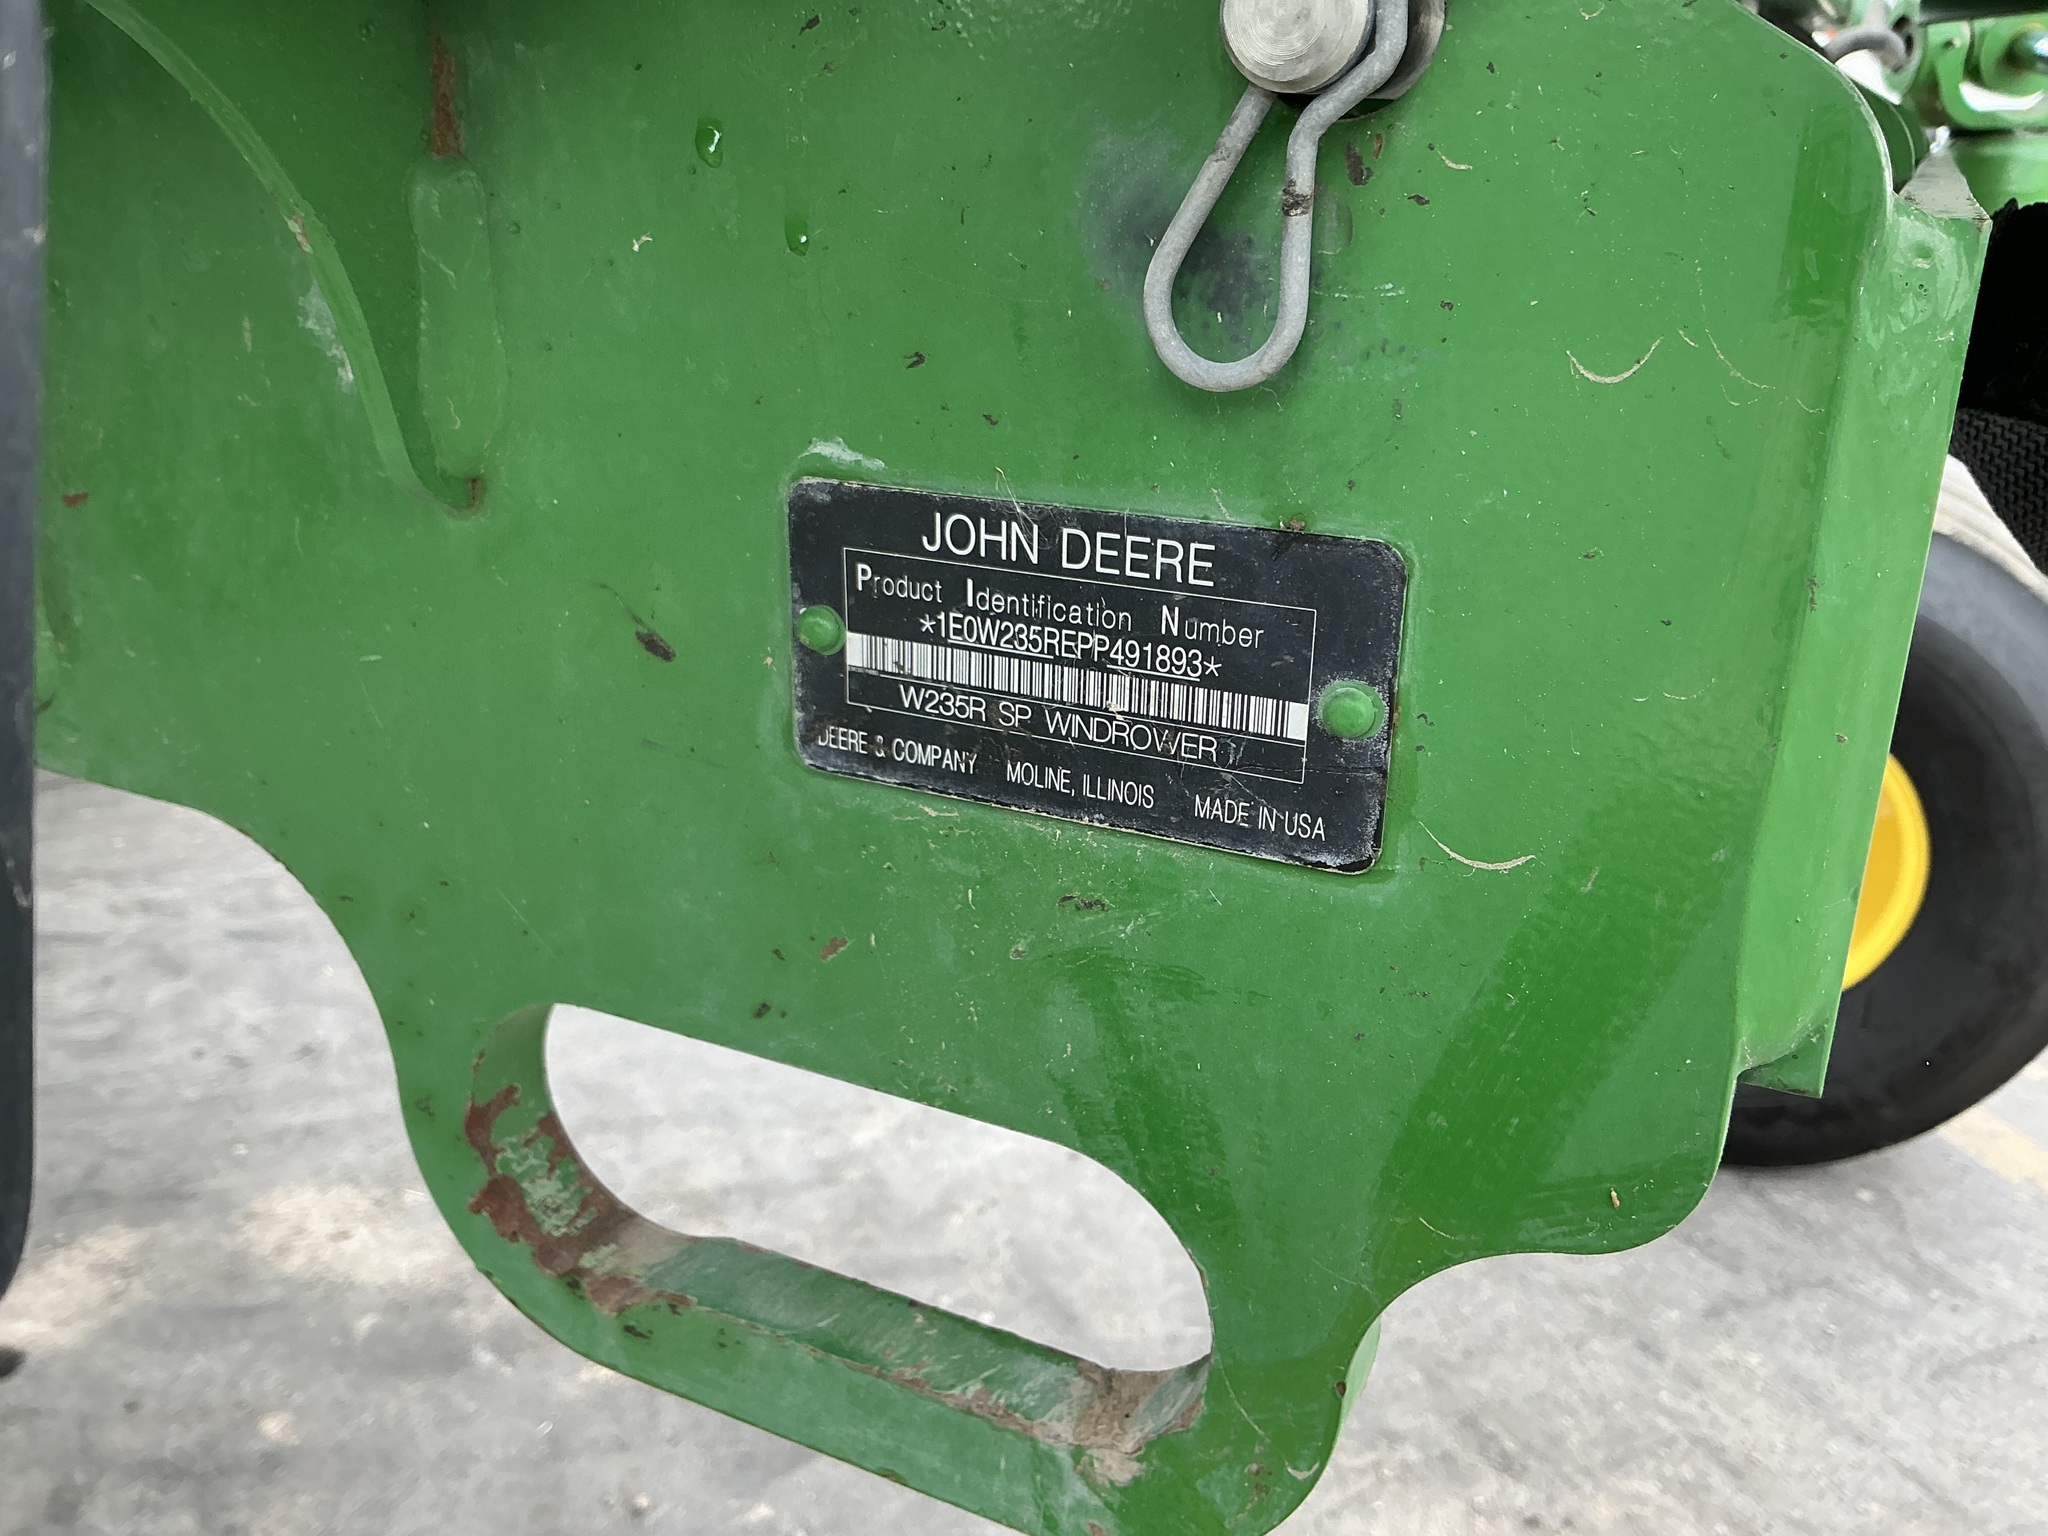 JOHN DEERE
Product Identification Number
*1E0W235REPP491893*
W235R SP WINDROWER
DEERE & COMPANY MOLINE, ILLINOIS MADE IN USA